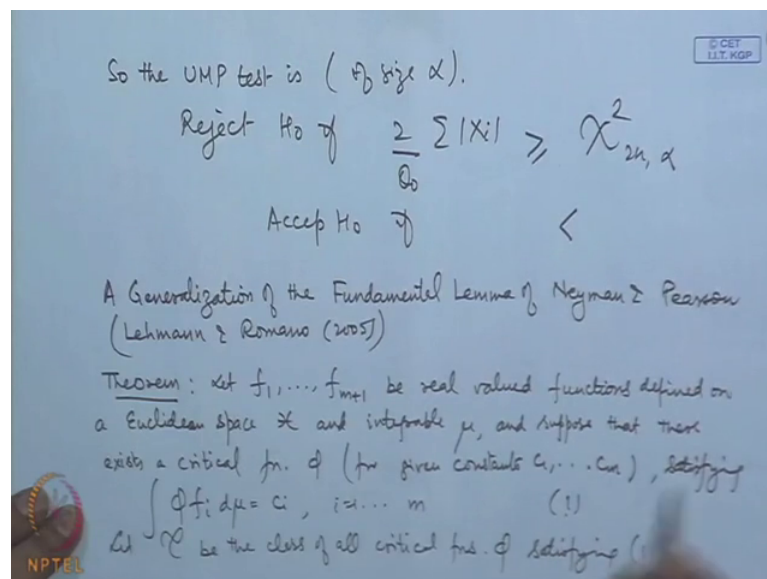 © CET
I.I.T. KGP
So the UMP test is ( of size α).
Reject H₀ if 2/θ₀ Σ |Xi| ≥ χ²₂ₙ, α
Accep H₀ if <
A Generalization of the Fundamental Lemma of Neyman & Pearson
(Lehmann & Romano (2005))
Theorem : Let f₁, ..., fₘ₊₁ be real valued functions defined on
a Euclidean space 𝒳 and integrable μ, and suppose that there
exists a critical fn. φ (for given constants c₁, ... cₘ), satisfying
∫ φ fᵢ dμ = cᵢ , i=1... m (1)
Let 𝒞 be the class of all critical fns. φ satisfying (
NPTEL